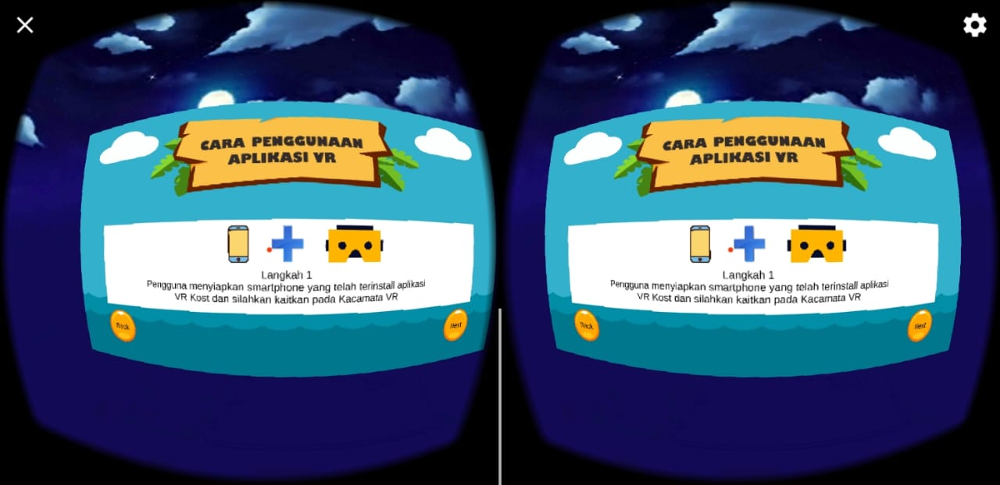 CARA PENGGUNAAN
APLIKASI VR
Langkah 1
Pengguna menyiapkan smartphone yang telah terinstall aplikasi
VR Kost dan silahkan kaitkan pada Kacamata VR
Back
Next
CARA PENGGUNAAN
APLIKASI VR
Langkah 1
Pengguna menyiapkan smartphone yang telah terinstall aplikasi
VR Kost dan silahkan kaitkan pada Kacamata VR
Back
Next